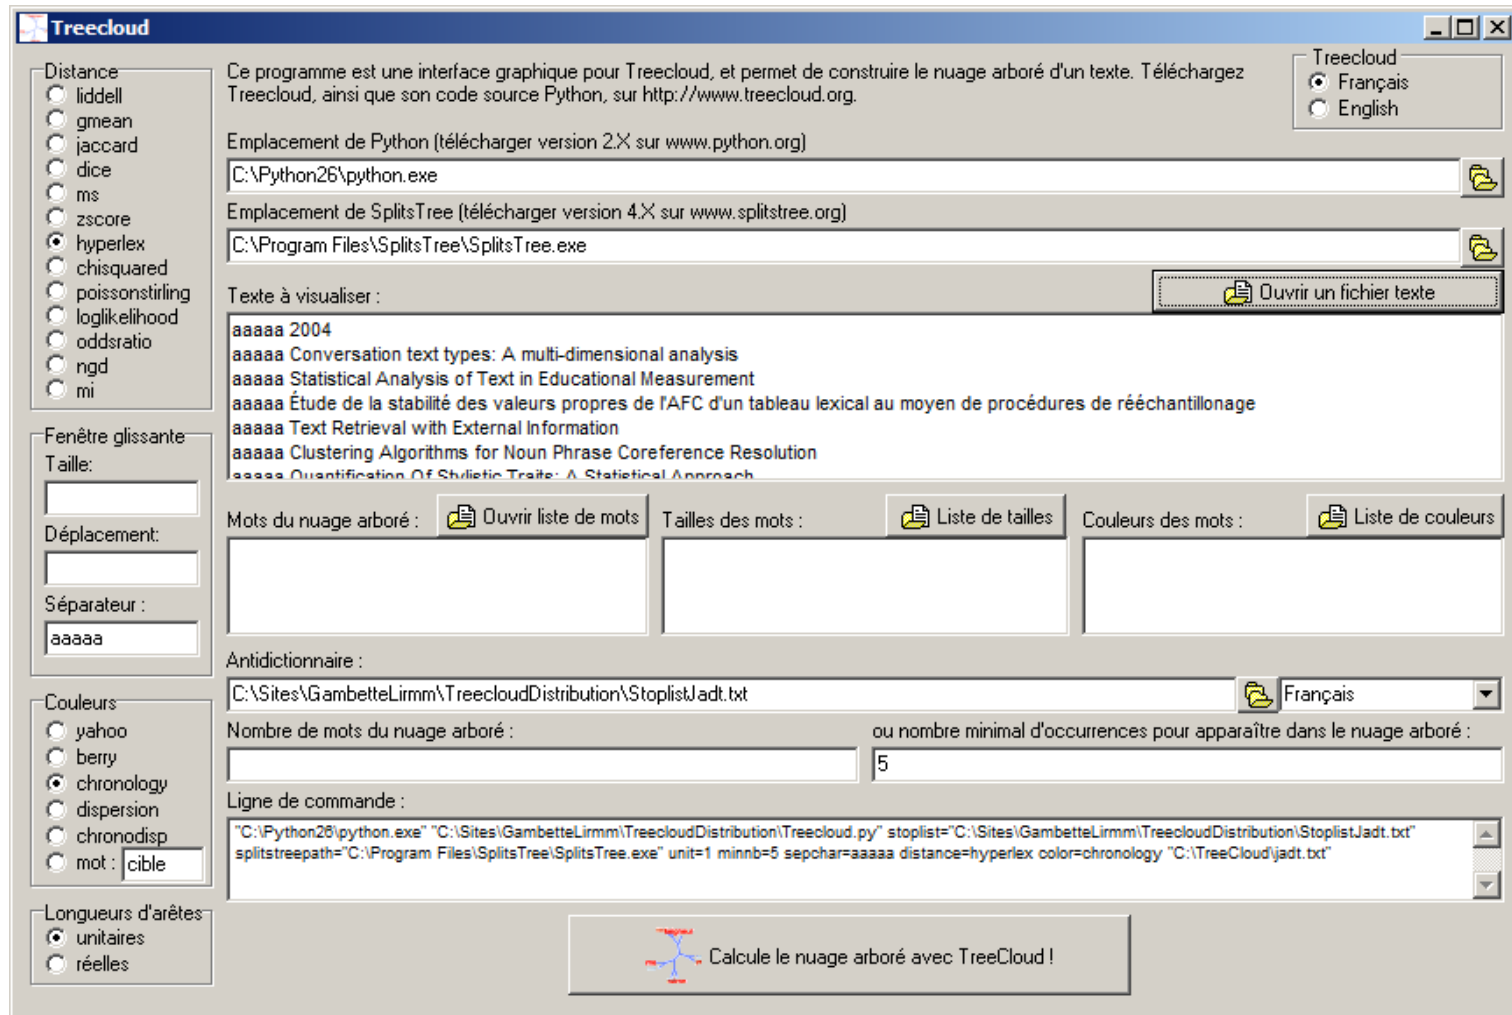 Treecloud
Distance
liddell
gmean
jaccard
dice
ms
zscore
hyperlex
chisquared
poissonstirling
loglikelihood
oddsratio
ngd
mi
Fenêtre glissante
Taille:
Déplacement:
Séparateur :
aaaaa
Couleurs
yahoo
berry
chronology
dispersion
chronodisp
mot : cible
Longueurs d'arêtes
unitaires
réelles
Ce programme est une interface graphique pour Treecloud, et permet de construire le nuage arboré d'un texte. Téléchargez
Treecloud, ainsi que son code source Python, sur http://www.treecloud.org.
Treecloud
Français
English
Emplacement de Python (télécharger version 2.X sur www.python.org)
C:\Python26\python.exe
Emplacement de SplitsTree (télécharger version 4.X sur www.splitstree.org)
C:\Program Files\SplitsTree\SplitsTree.exe
Texte à visualiser :
Ouvrir un fichier texte
aaaaa 2004
aaaaa Conversation text types: A multi-dimensional analysis
aaaaa Statistical Analysis of Text in Educational Measurement
aaaaa Étude de la stabilité des valeurs propres de l'AFC d'un tableau lexical au moyen de procédures de rééchantillonage
aaaaa Text Retrieval with External Information
aaaaa Clustering Algorithms for Noun Phrase Coreference Resolution
aaaaa Quantification Of Stylistic Traits: A Statistical Approach
Mots du nuage arboré :
Ouvrir liste de mots
Tailles des mots :
Liste de tailles
Couleurs des mots :
Liste de couleurs
Antidictionnaire :
C:\Sites\GambetteLirmm\TreecloudDistribution\StoplistJadt.txt
Français
Nombre de mots du nuage arboré :
ou nombre minimal d'occurrences pour apparaître dans le nuage arboré :
5
Ligne de commande :
"C:\Python26\python.exe" "C:\Sites\GambetteLirmm\TreecloudDistribution\Treecloud.py" stoplist="C:\Sites\GambetteLirmm\TreecloudDistribution\StoplistJadt.txt"
splitstreepath="C:\Program Files\SplitsTree\SplitsTree.exe" unit=1 minnb=5 sepchar=aaaaa distance=hyperlex color=chronology "C:\TreeCloud\jadt.txt"
Calcule le nuage arboré avec TreeCloud !